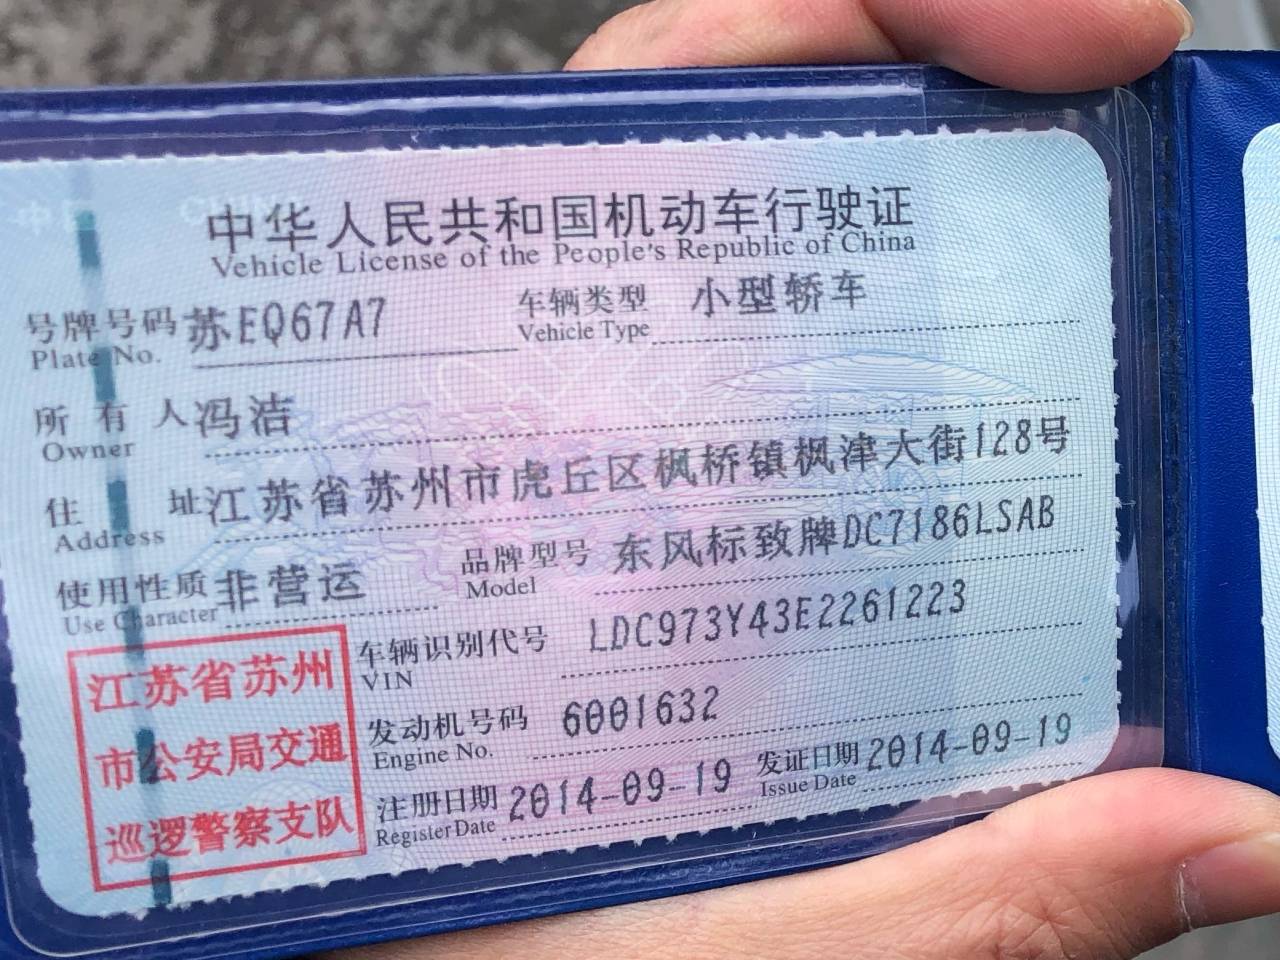 中华人民共和国机动车行驶证
Vehicle License of the People's Republic of China
号牌号码 苏EQ67A7 车辆类型 小型轿车
Plate No. Vehicle Type
所有人 冯洁
Owner
住址 江苏省苏州市虎丘区枫桥镇枫津大街128号
Address
使用性质 非营运 品牌型号 东风标致牌DC7186LSAB
Use Character Model
车辆识别代号 LDC973Y43E2261223
VIN
发动机号码 6001632
Engine No.
注册日期 2014-09-19 发证日期 2014-09-19
Register Date Issue Date
江苏省苏州
市公安局交通
巡逻警察支队